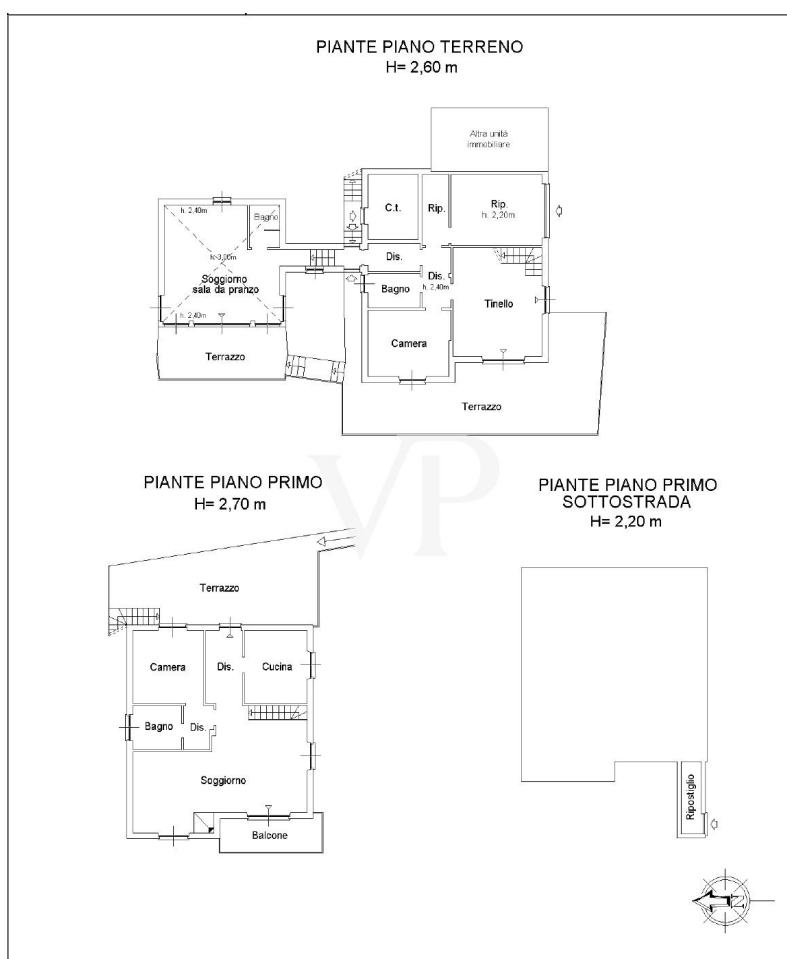 PIANTE PIANO TERRENO
H= 2,60 m
Altra unità
immobiliare
h. 2,40m
Bagno
C.t.
Rip.
Rip.
h. 2,20m
h-3,00m
Soggiorno
sala da pranzo
h. 2,40m
Dis.
Dis.
h. 2,40m
Bagno
Tinello
Camera
Terrazzo
Terrazzo
VP
PIANTE PIANO PRIMO
H= 2,70 m
PIANTE PIANO PRIMO
SOTTOSTRADA
H= 2,20 m
Terrazzo
Camera
Dis.
Cucina
Bagno
Dis.
Soggiorno
Balcone
Ripostiglio
N